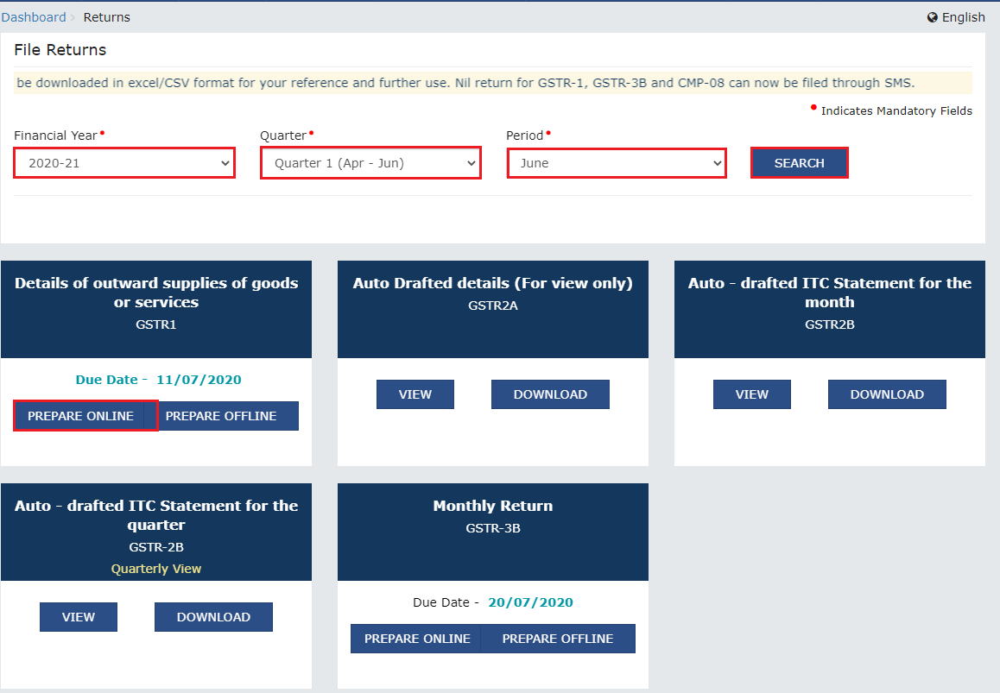 Dashboard › Returns
English
File Returns
be downloaded in excel/CSV format for your reference and further use. Nil return for GSTR-1, GSTR-3B and CMP-08 can now be filed through SMS.
• Indicates Mandatory Fields
Financial Year• Quarter• Period•
2020-21 Quarter 1 (Apr - Jun) June SEARCH
Details of outward supplies of goods
or services
GSTR1
Due Date - 11/07/2020
PREPARE ONLINE PREPARE OFFLINE
Auto Drafted details (For view only)
GSTR2A
VIEW DOWNLOAD
Auto - drafted ITC Statement for the
month
GSTR2B
VIEW DOWNLOAD
Auto - drafted ITC Statement for the
quarter
GSTR-2B
Quarterly View
VIEW DOWNLOAD
Monthly Return
GSTR-3B
Due Date - 20/07/2020
PREPARE ONLINE PREPARE OFFLINE